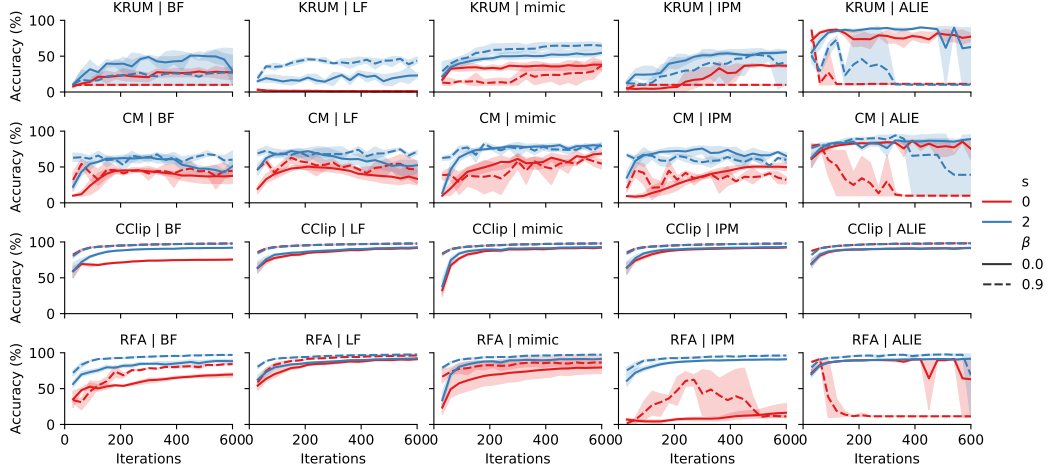 KRUM | BF KRUM | LF KRUM | mimic KRUM | IPM KRUM | ALIE
Accuracy (%)
100
50
0
CM | BF CM | LF CM | mimic CM | IPM CM | ALIE
Accuracy (%)
100
50
0
s
0
2
β
0.0
0.9
CClip | BF CClip | LF CClip | mimic CClip | IPM CClip | ALIE
Accuracy (%)
100
50
0
RFA | BF RFA | LF RFA | mimic RFA | IPM RFA | ALIE
Accuracy (%)
100
50
0
0 200 400 600 0 200 400 600 0 200 400 600 0 200 400 600 0 200 400 600
Iterations Iterations Iterations Iterations Iterations